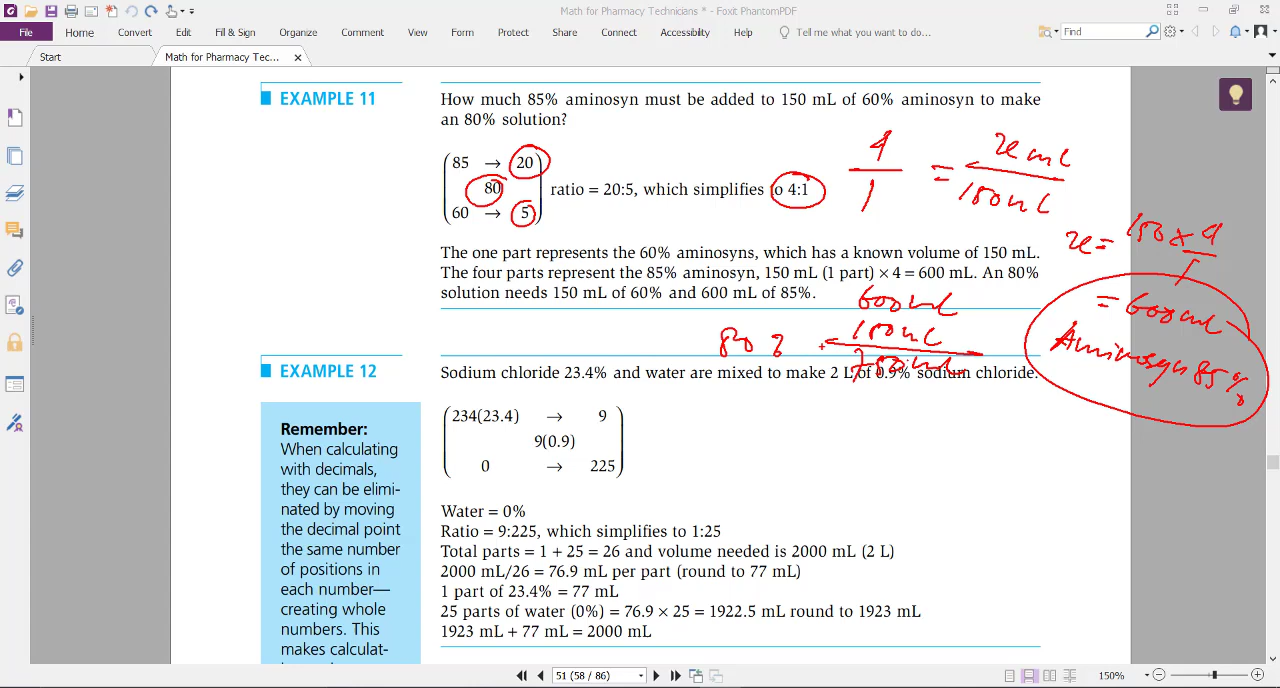 Math for Pharmacy Technicians * - Foxit PhantomPDF
File Home Convert Edit Fill & Sign Organize Comment View Form Protect Share Connect Accessibility Help Tell me what you want to do... Find
Start Math for Pharmacy Tec...
EXAMPLE 11
How much 85% aminosyn must be added to 150 mL of 60% aminosyn to make
an 80% solution?
85 → 20
80
60 → 5
ratio = 20:5, which simplifies to 4:1
4
1
= x mL
150 mL
x = 150 × 4
1
= 600 mL
Aminosyn 85%
The one part represents the 60% aminosyns, which has a known volume of 150 mL.
The four parts represent the 85% aminosyn, 150 mL (1 part) × 4 = 600 mL. An 80%
solution needs 150 mL of 60% and 600 mL of 85%.
600 mL
150 mL
750 mL
EXAMPLE 12
Sodium chloride 23.4% and water are mixed to make 2 L of 0.9% sodium chloride.
234(23.4) → 9
9(0.9)
0 → 225
Water = 0%
Ratio = 9:225, which simplifies to 1:25
Total parts = 1 + 25 = 26 and volume needed is 2000 mL (2 L)
2000 mL/26 = 76.9 mL per part (round to 77 mL)
1 part of 23.4% = 77 mL
25 parts of water (0%) = 76.9 × 25 = 1922.5 mL round to 1923 mL
1923 mL + 77 mL = 2000 mL
Remember:
When calculating
with decimals,
they can be elimi-
nated by moving
the decimal point
the same number
of positions in
each number—
creating whole
numbers. This
makes calculat-
51 (58 / 86)
150%